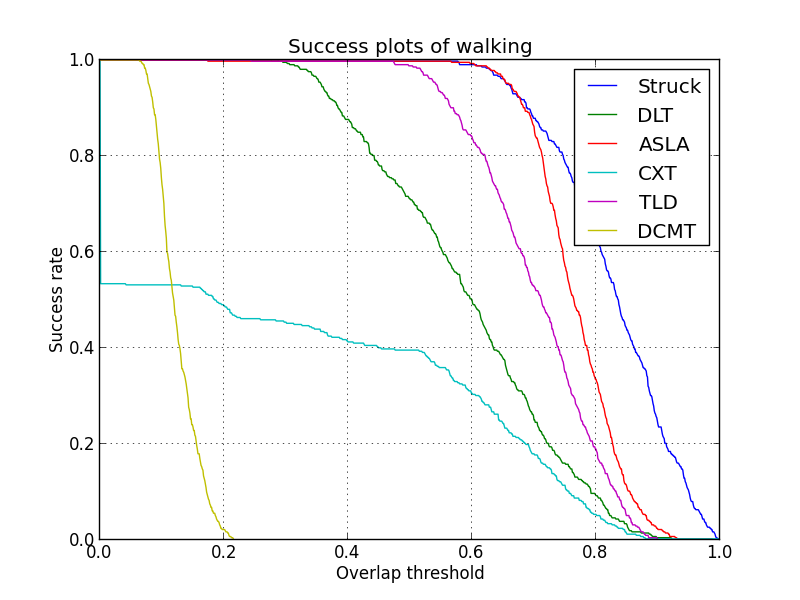 Success plots of walking
Success rate
1.0
0.8
0.6
0.4
0.2
0.0
Struck
DLT
ASLA
CXT
TLD
DCMT
0.0 0.2 0.4 0.6 0.8 1.0
Overlap threshold